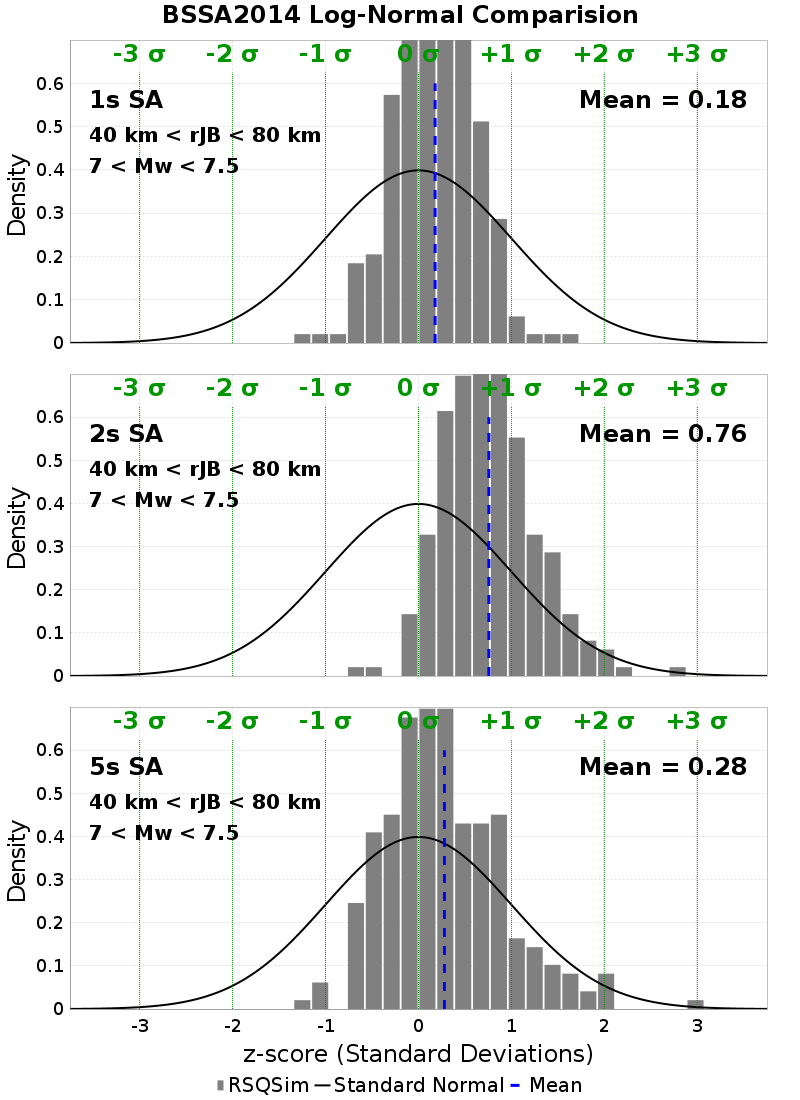 BSSA2014 Log-Normal Comparision
-3 σ -2 σ -1 σ 0 σ +1 σ +2 σ +3 σ
0.6
1s SA Mean = 0.18
0.5
40 km < rJB < 80 km
7 < Mw < 7.5
0.4
0.3
0.2
0.1
0
Density
-3 σ -2 σ -1 σ 0 σ +1 σ +2 σ +3 σ
0.6
2s SA Mean = 0.76
0.5
40 km < rJB < 80 km
7 < Mw < 7.5
0.4
0.3
0.2
0.1
0
Density
-3 σ -2 σ -1 σ 0 σ +1 σ +2 σ +3 σ
0.6
5s SA Mean = 0.28
0.5
40 km < rJB < 80 km
7 < Mw < 7.5
0.4
0.3
0.2
0.1
0
Density
-3 -2 -1 0 1 2 3
z-score (Standard Deviations)
RSQSim Standard Normal Mean